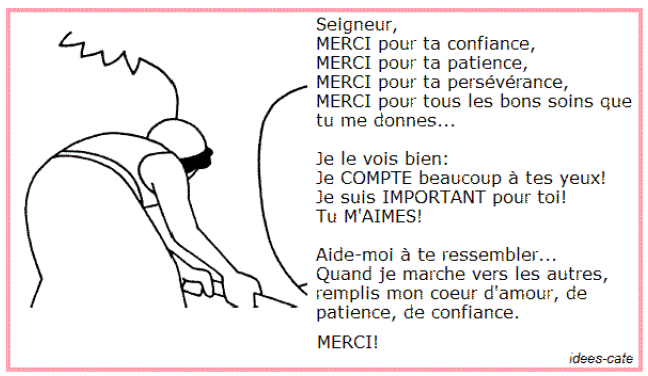 Seigneur,
MERCI pour ta confiance,
MERCI pour ta patience,
MERCI pour ta persévérance,
MERCI pour tous les bons soins que
tu me donnes...
Je le vois bien:
Je COMPTE beaucoup à tes yeux!
Je suis IMPORTANT pour toi!
Tu M'AIMES!
Aide-moi à te ressembler...
Quand je marche vers les autres,
remplis mon coeur d'amour, de
patience, de confiance.
MERCI!
idees-cate